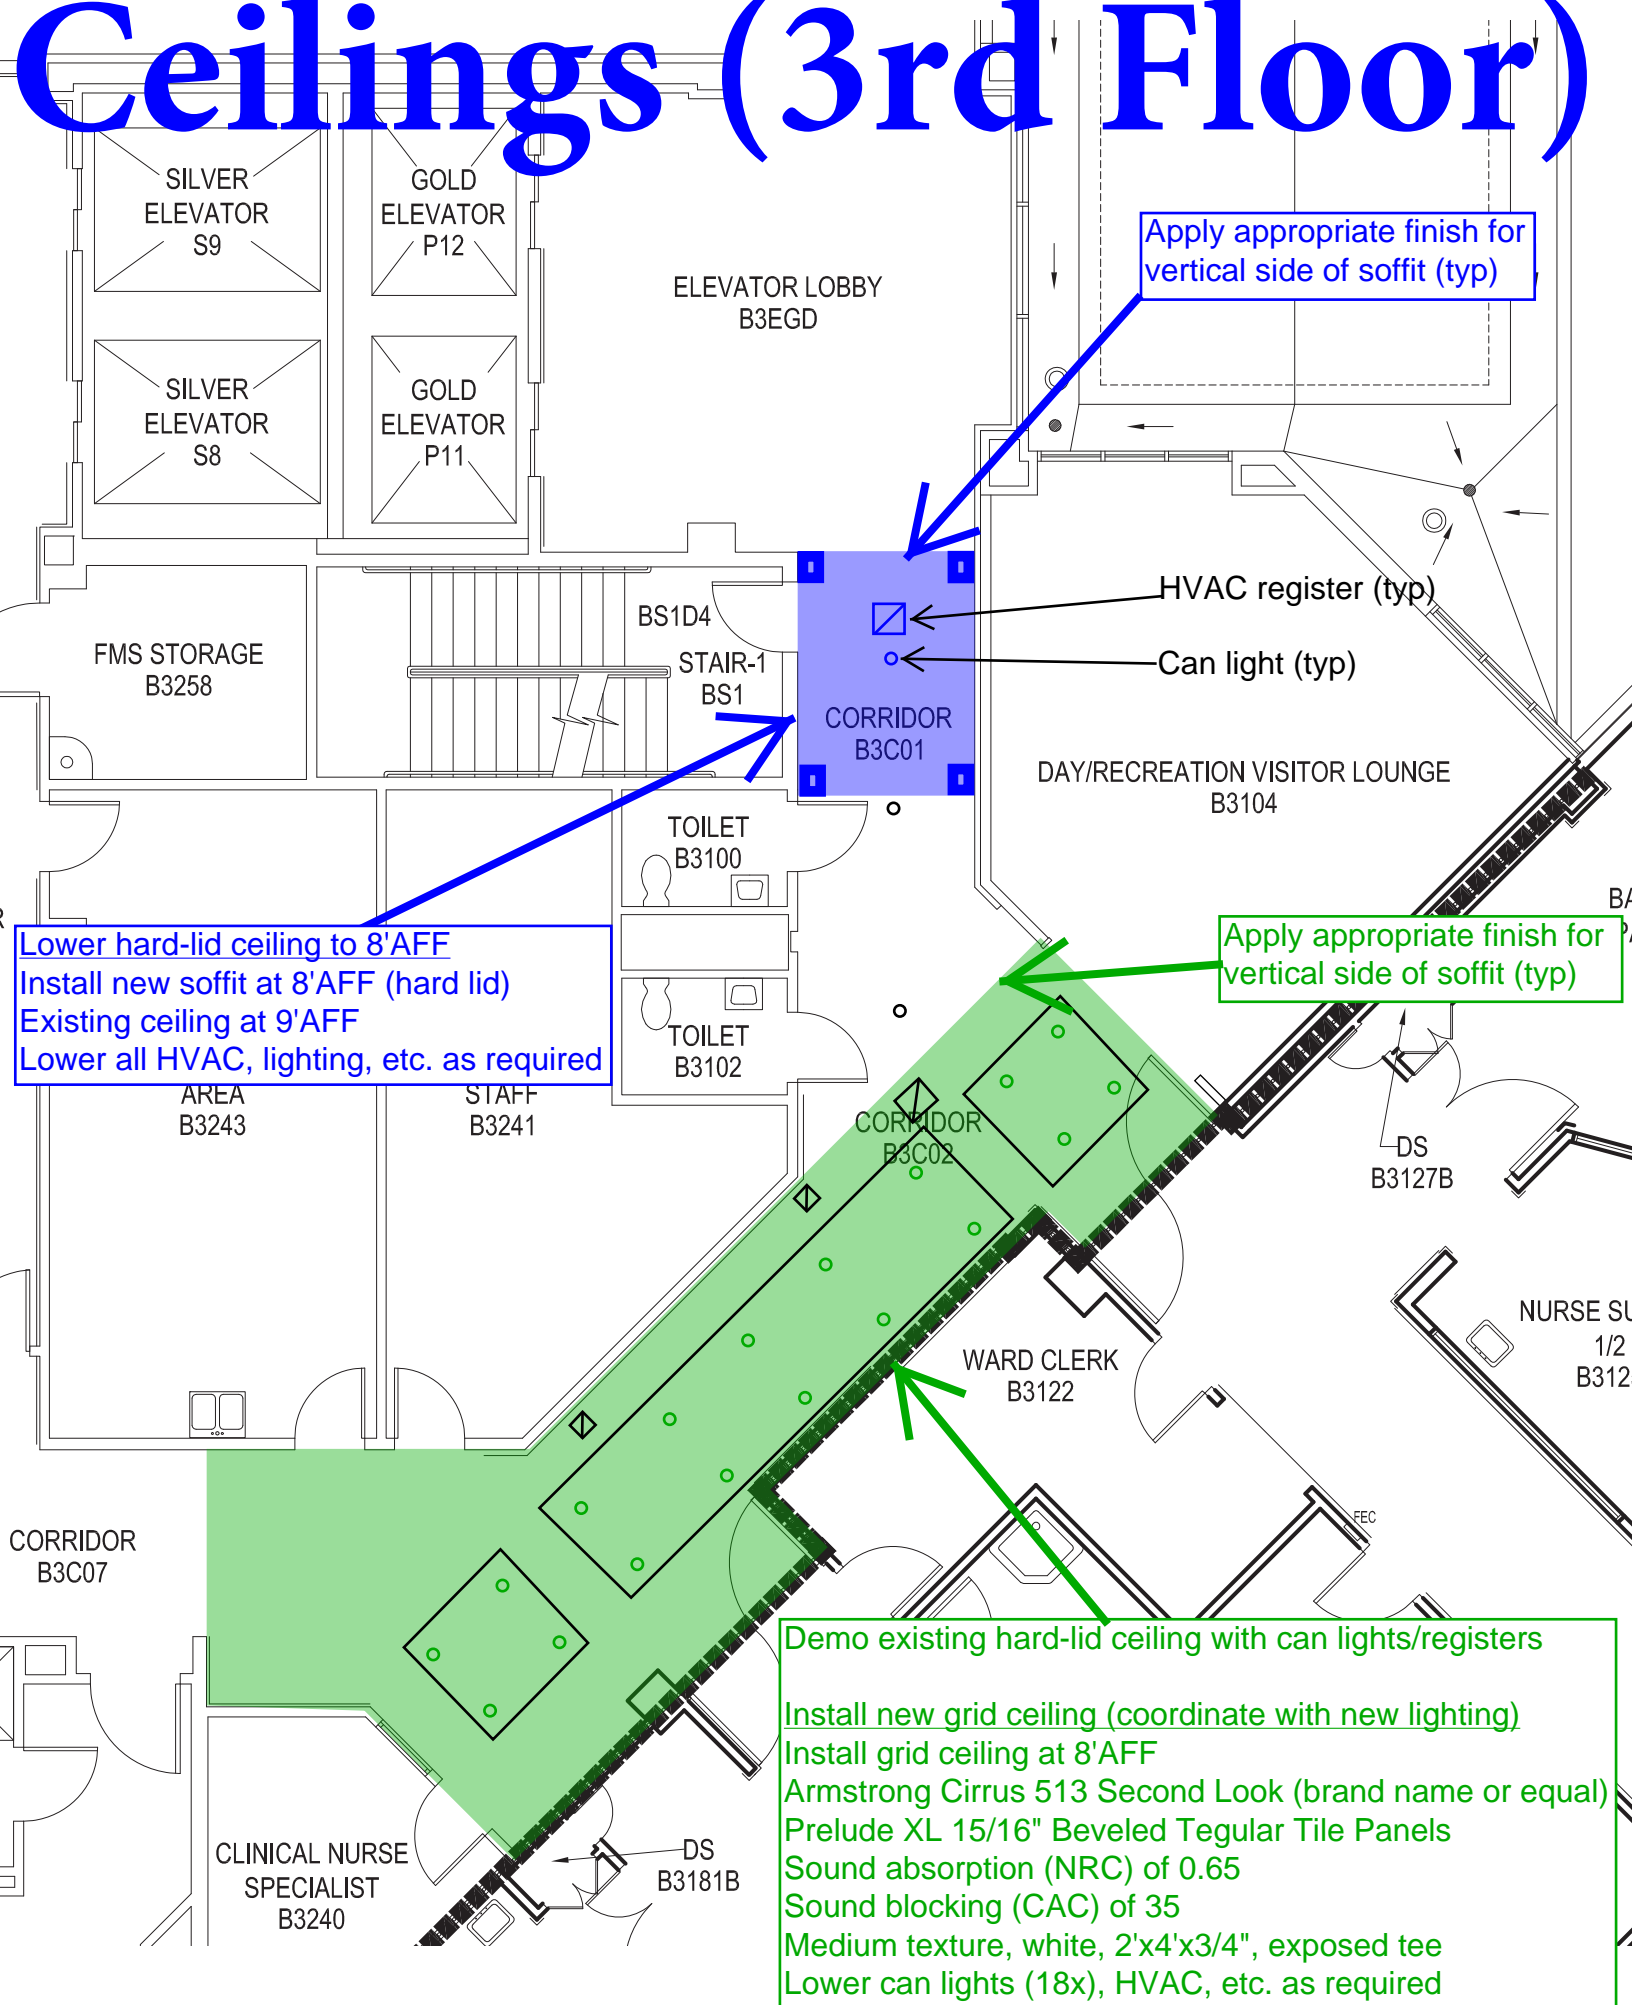 Ceilings (3rd Floor)
SILVER
ELEVATOR
S9
GOLD
ELEVATOR
P12
ELEVATOR LOBBY
B3EGD
Apply appropriate finish for
vertical side of soffit (typ)
SILVER
ELEVATOR
S8
GOLD
ELEVATOR
P11
HVAC register (typ)
Can light (typ)
BS1D4
STAIR-1
BS1
FMS STORAGE
B3258
CORRIDOR
B3C01
DAY/RECREATION VISITOR LOUNGE
B3104
TOILET
B3100
Lower hard-lid ceiling to 8'AFF
Install new soffit at 8'AFF (hard lid)
Existing ceiling at 9'AFF
Lower all HVAC, lighting, etc. as required
Apply appropriate finish for
vertical side of soffit (typ)
BA
TOILET
B3102
AREA
B3243
STAFF
B3241
CORRIDOR
B3C02
DS
B3127B
WARD CLERK
B3122
NURSE SU
1/2
B312
FEC
CORRIDOR
B3C07
Demo existing hard-lid ceiling with can lights/registers
Install new grid ceiling (coordinate with new lighting)
Install grid ceiling at 8'AFF
Armstrong Cirrus 513 Second Look (brand name or equal)
Prelude XL 15/16" Beveled Tegular Tile Panels
Sound absorption (NRC) of 0.65
Sound blocking (CAC) of 35
Medium texture, white, 2'x4'x3/4", exposed tee
Lower can lights (18x), HVAC, etc. as required
CLINICAL NURSE
SPECIALIST
B3240
DS
B3181B